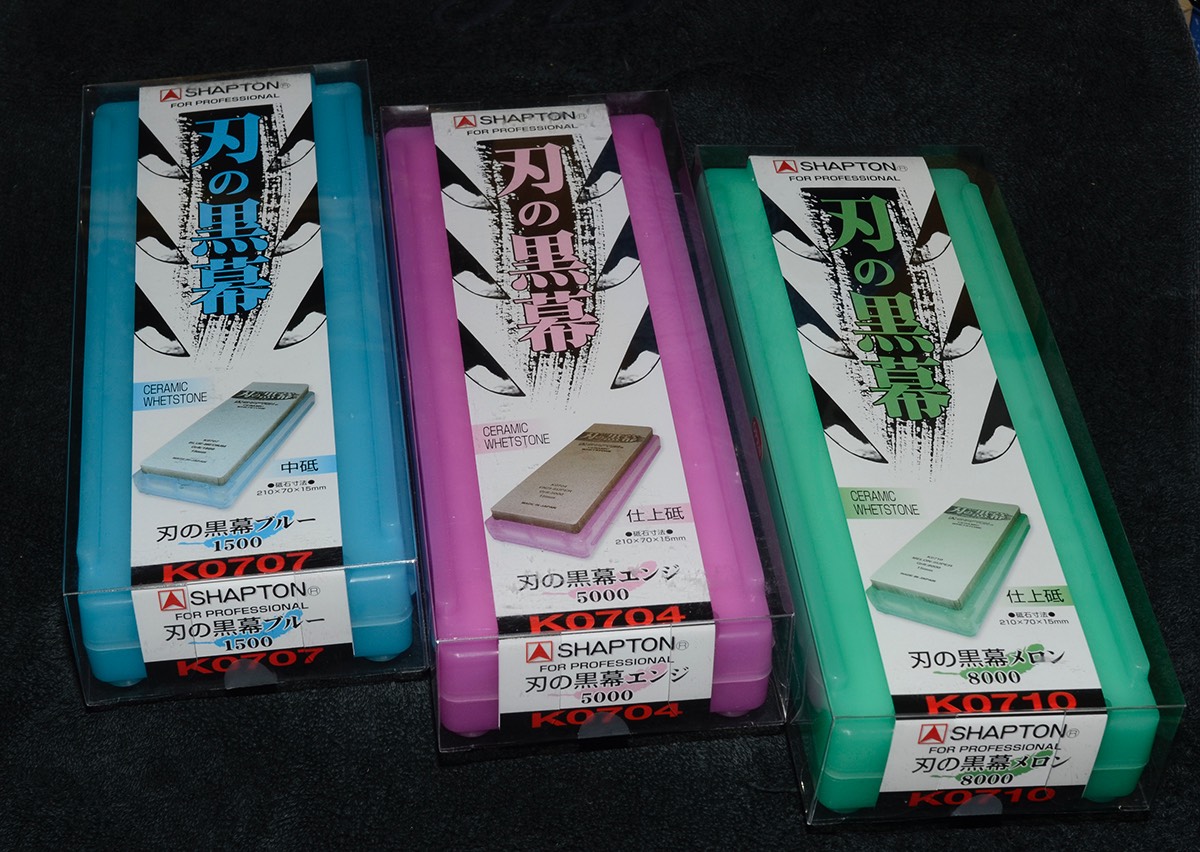 SHAPTON®
FOR PROFESSIONAL
刃の黒幕
CERAMIC
WHETSTONE
中砥
●砥石寸法●
210×70×15mm
刃の黒幕ブルー
1500
K0707
SHAPTON®
FOR PROFESSIONAL
刃の黒幕ブルー
1500
K0707
SHAPTON®
FOR PROFESSIONAL
刃の黒幕
CERAMIC
WHETSTONE
仕上砥
●砥石寸法●
210×70×15mm
刃の黒幕エンジ
5000
K0704
SHAPTON®
FOR PROFESSIONAL
刃の黒幕エンジ
5000
K0704
SHAPTON®
FOR PROFESSIONAL
刃の黒幕
CERAMIC
WHETSTONE
仕上砥
●砥石寸法●
210×70×15mm
刃の黒幕メロン
8000
K0710
SHAPTON®
FOR PROFESSIONAL
刃の黒幕メロン
8000
K0710